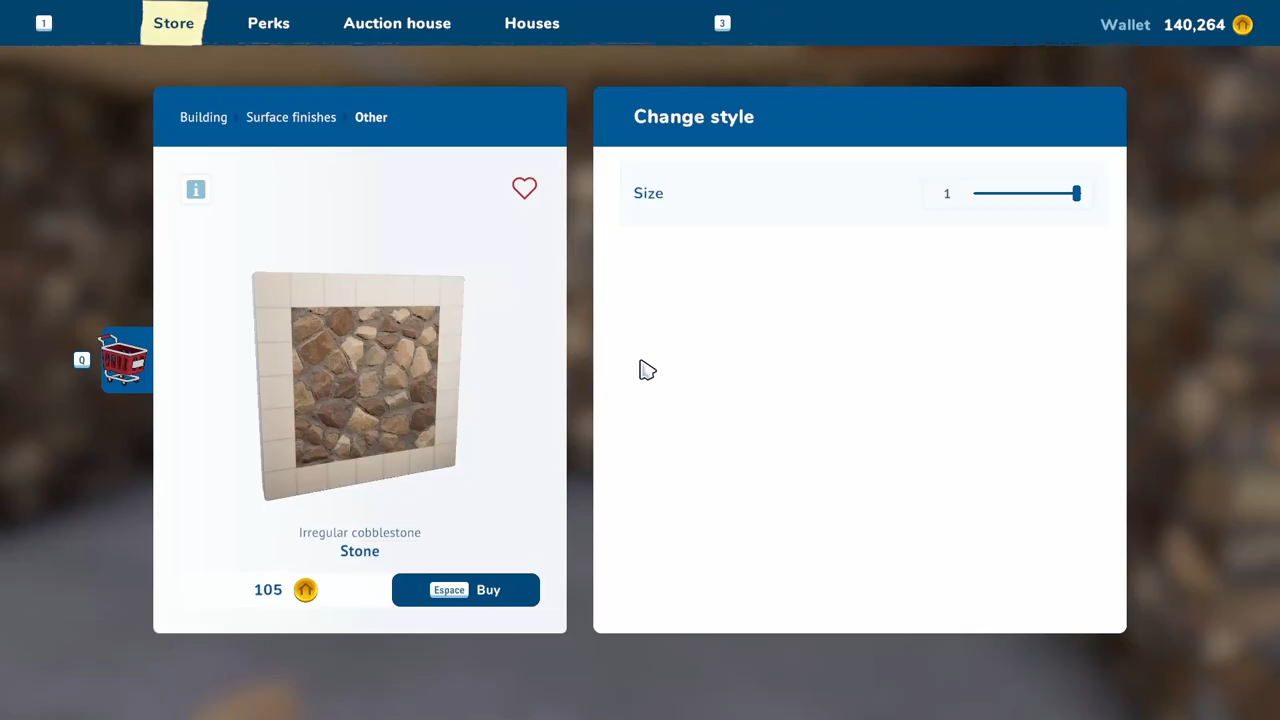 1
Store
Perks
Auction house
Houses
3
Wallet 140,264
Building Surface finishes Other
i
Change style
Size
1
Q
Irregular cobblestone
Stone
105
Espace Buy